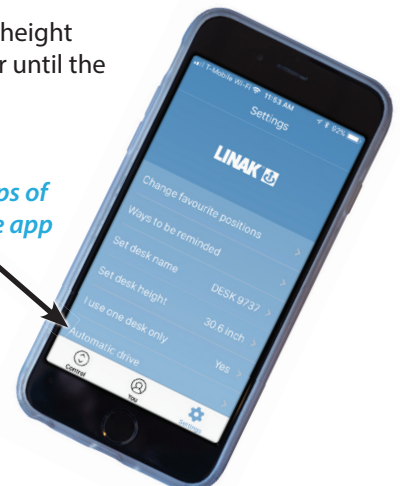 height
r until the
ps of
e app
T-Mobile Wi-Fi 11:53 AM 92%
Settings
LINAK
Change favourite positions
Ways to be reminded
Set desk name DESK 9737
Set desk height 30.6 inch
I use one desk only Yes
Automatic drive
Control You Settings